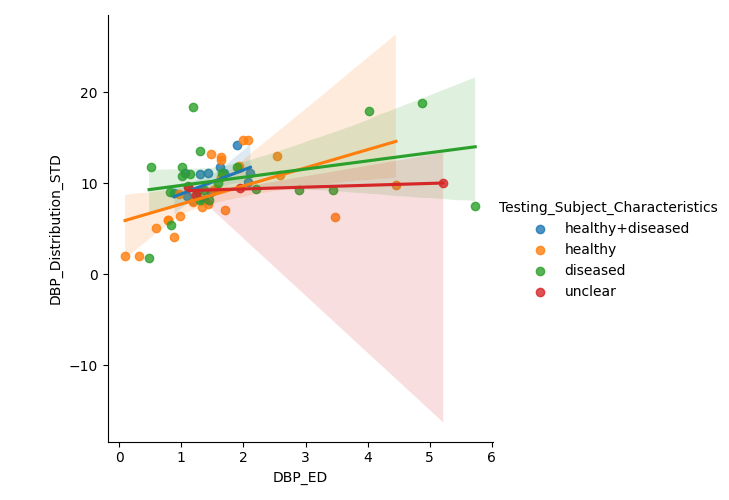 20
10
0
−10
0 1 2 3 4 5 6
DBP_ED
DBP_Distribution_STD
Testing_Subject_Characteristics
healthy+diseased
healthy
diseased
unclear